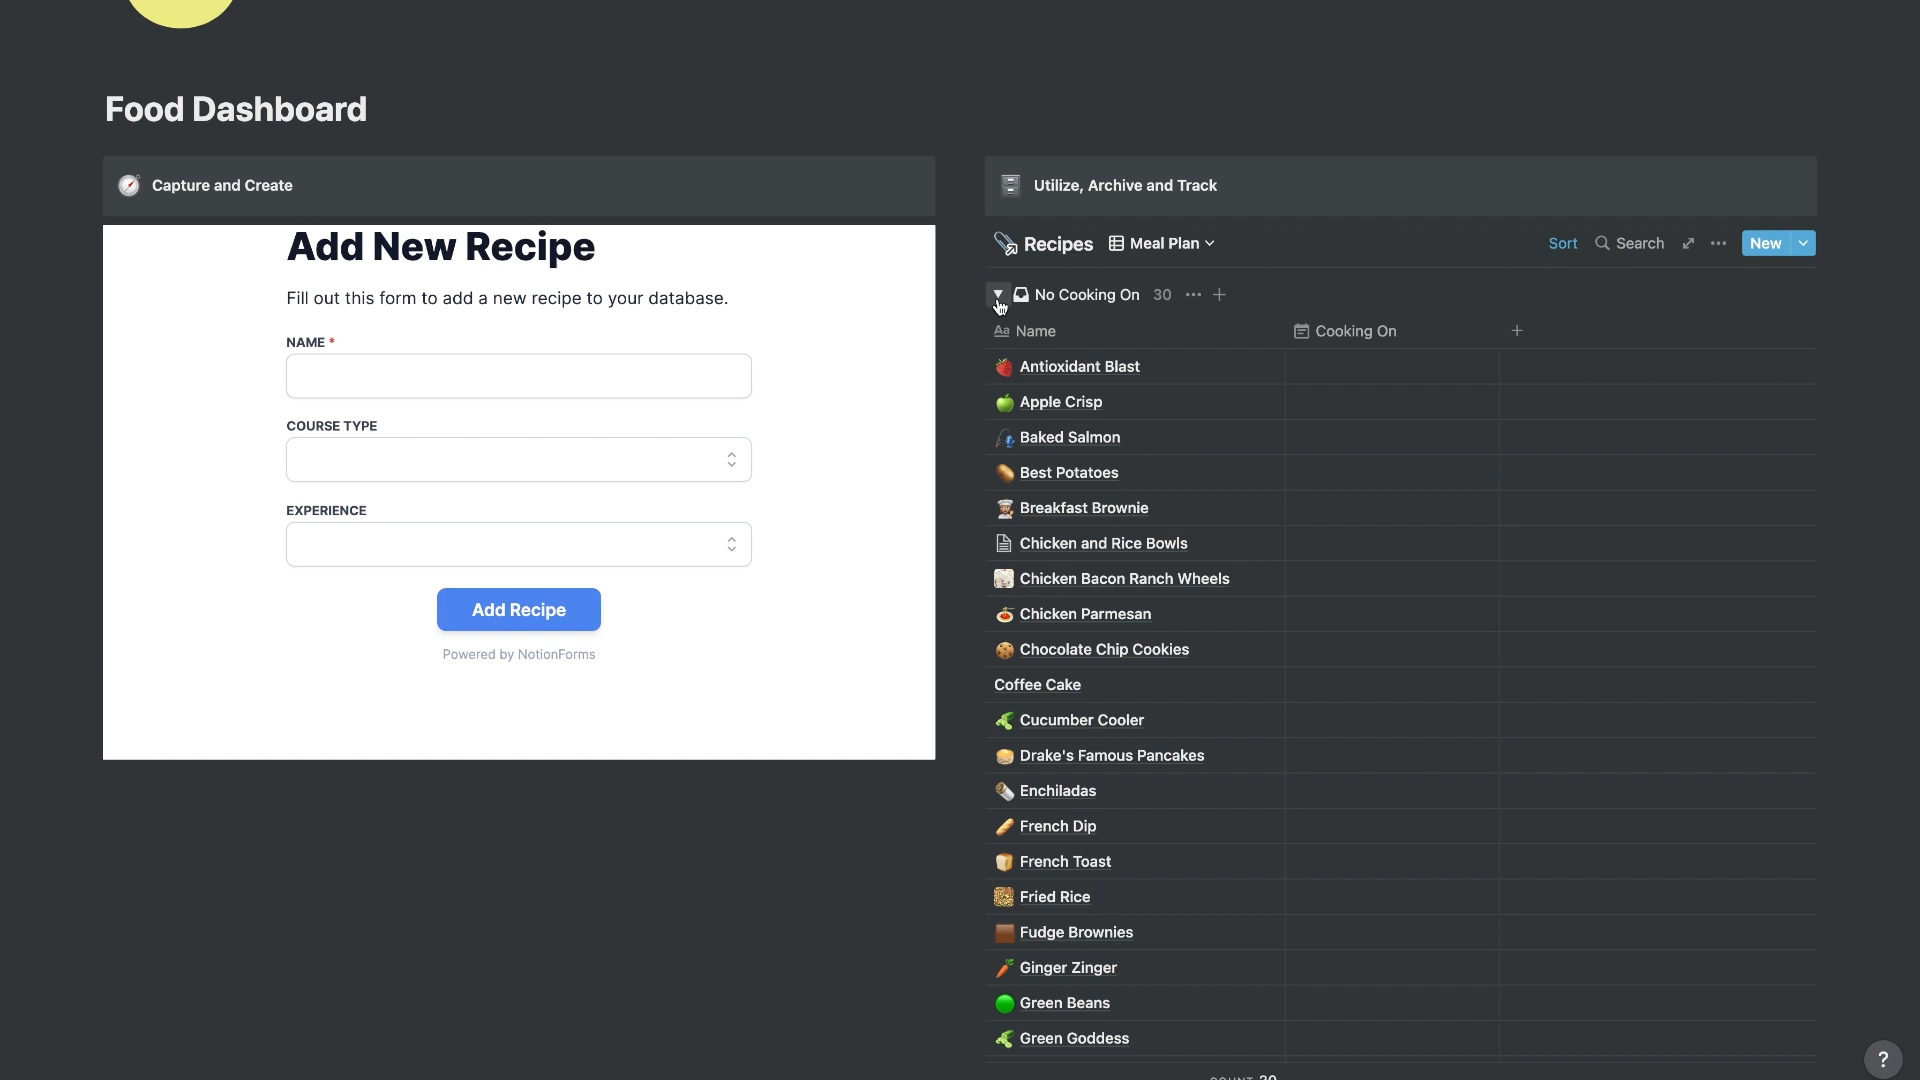 Food Dashboard
Capture and Create
Add New Recipe
Fill out this form to add a new recipe to your database.
NAME *
COURSE TYPE
EXPERIENCE
Add Recipe
Powered by NotionForms
Utilize, Archive and Track
Recipes Meal Plan Sort Search New
No Cooking On 30
Aa Name Cooking On
Antioxidant Blast
Apple Crisp
Baked Salmon
Best Potatoes
Breakfast Brownie
Chicken and Rice Bowls
Chicken Bacon Ranch Wheels
Chicken Parmesan
Chocolate Chip Cookies
Coffee Cake
Cucumber Cooler
Drake's Famous Pancakes
Enchiladas
French Dip
French Toast
Fried Rice
Fudge Brownies
Ginger Zinger
Green Beans
Green Goddess
COUNT 30
?